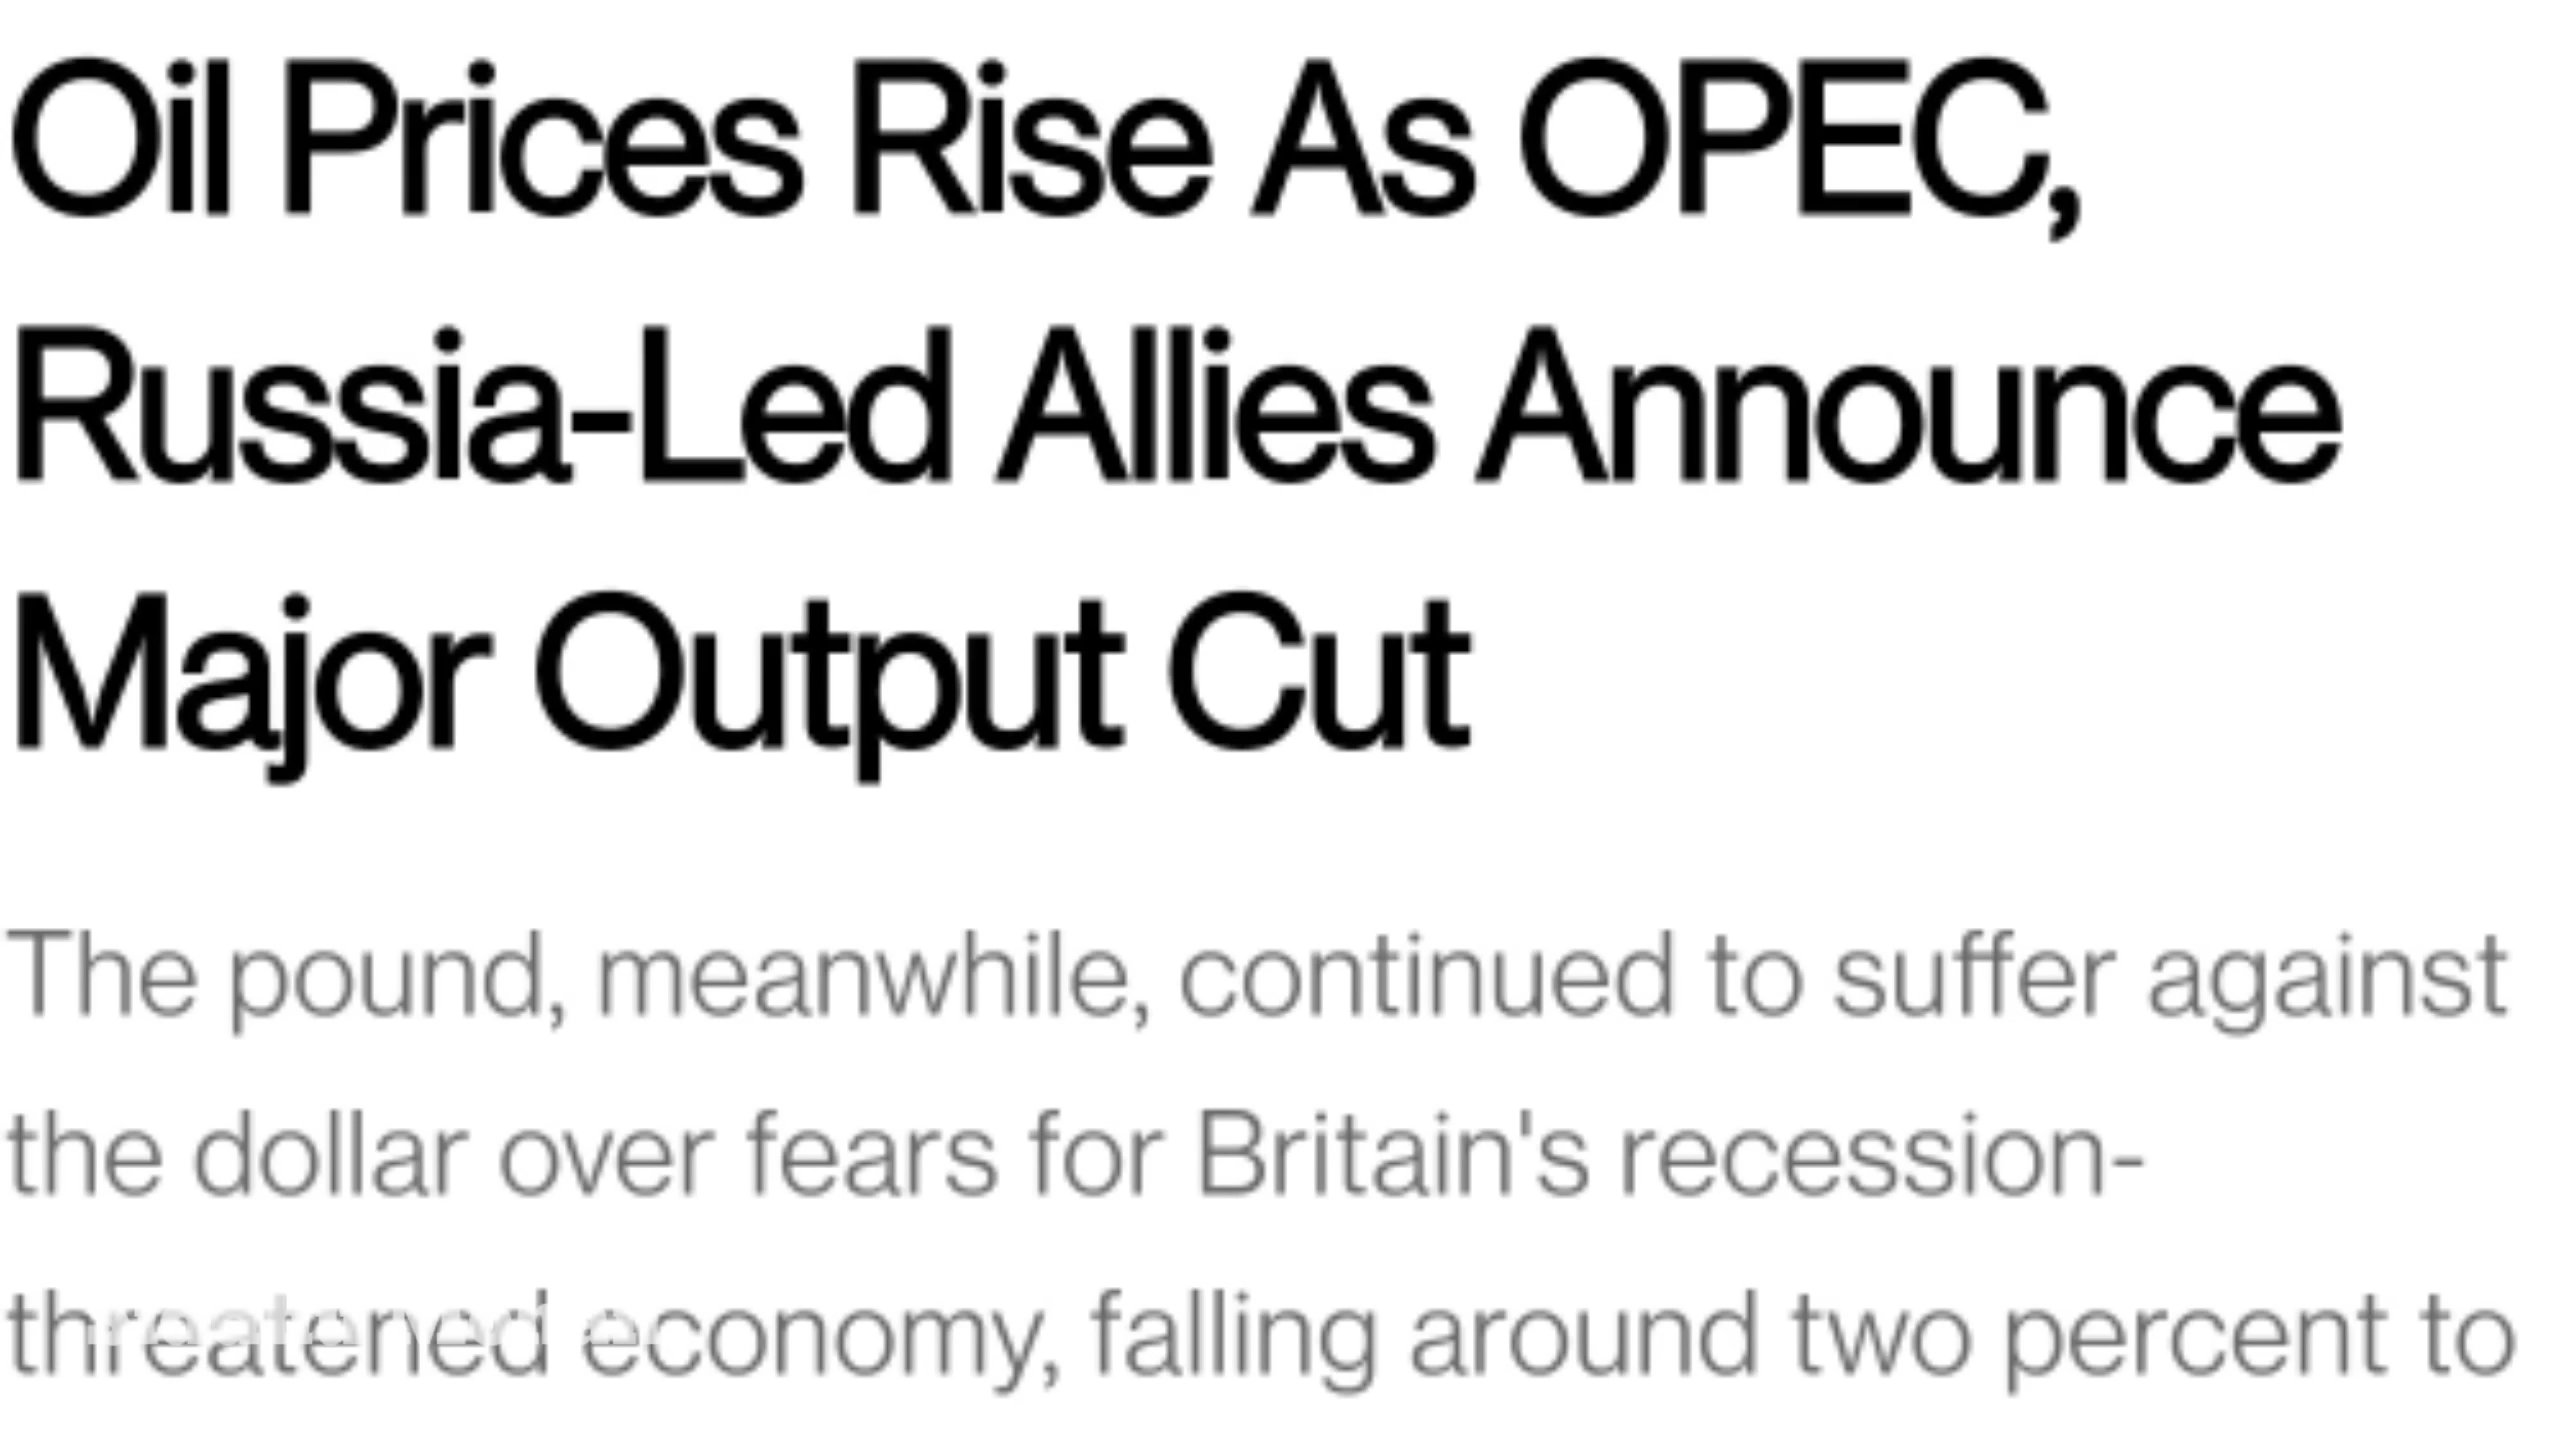 Oil Prices Rise As OPEC,
Russia-Led Allies Announce
Major Output Cut
The pound, meanwhile, continued to suffer against
the dollar over fears for Britain's recession-
threatened economy, falling around two percent to